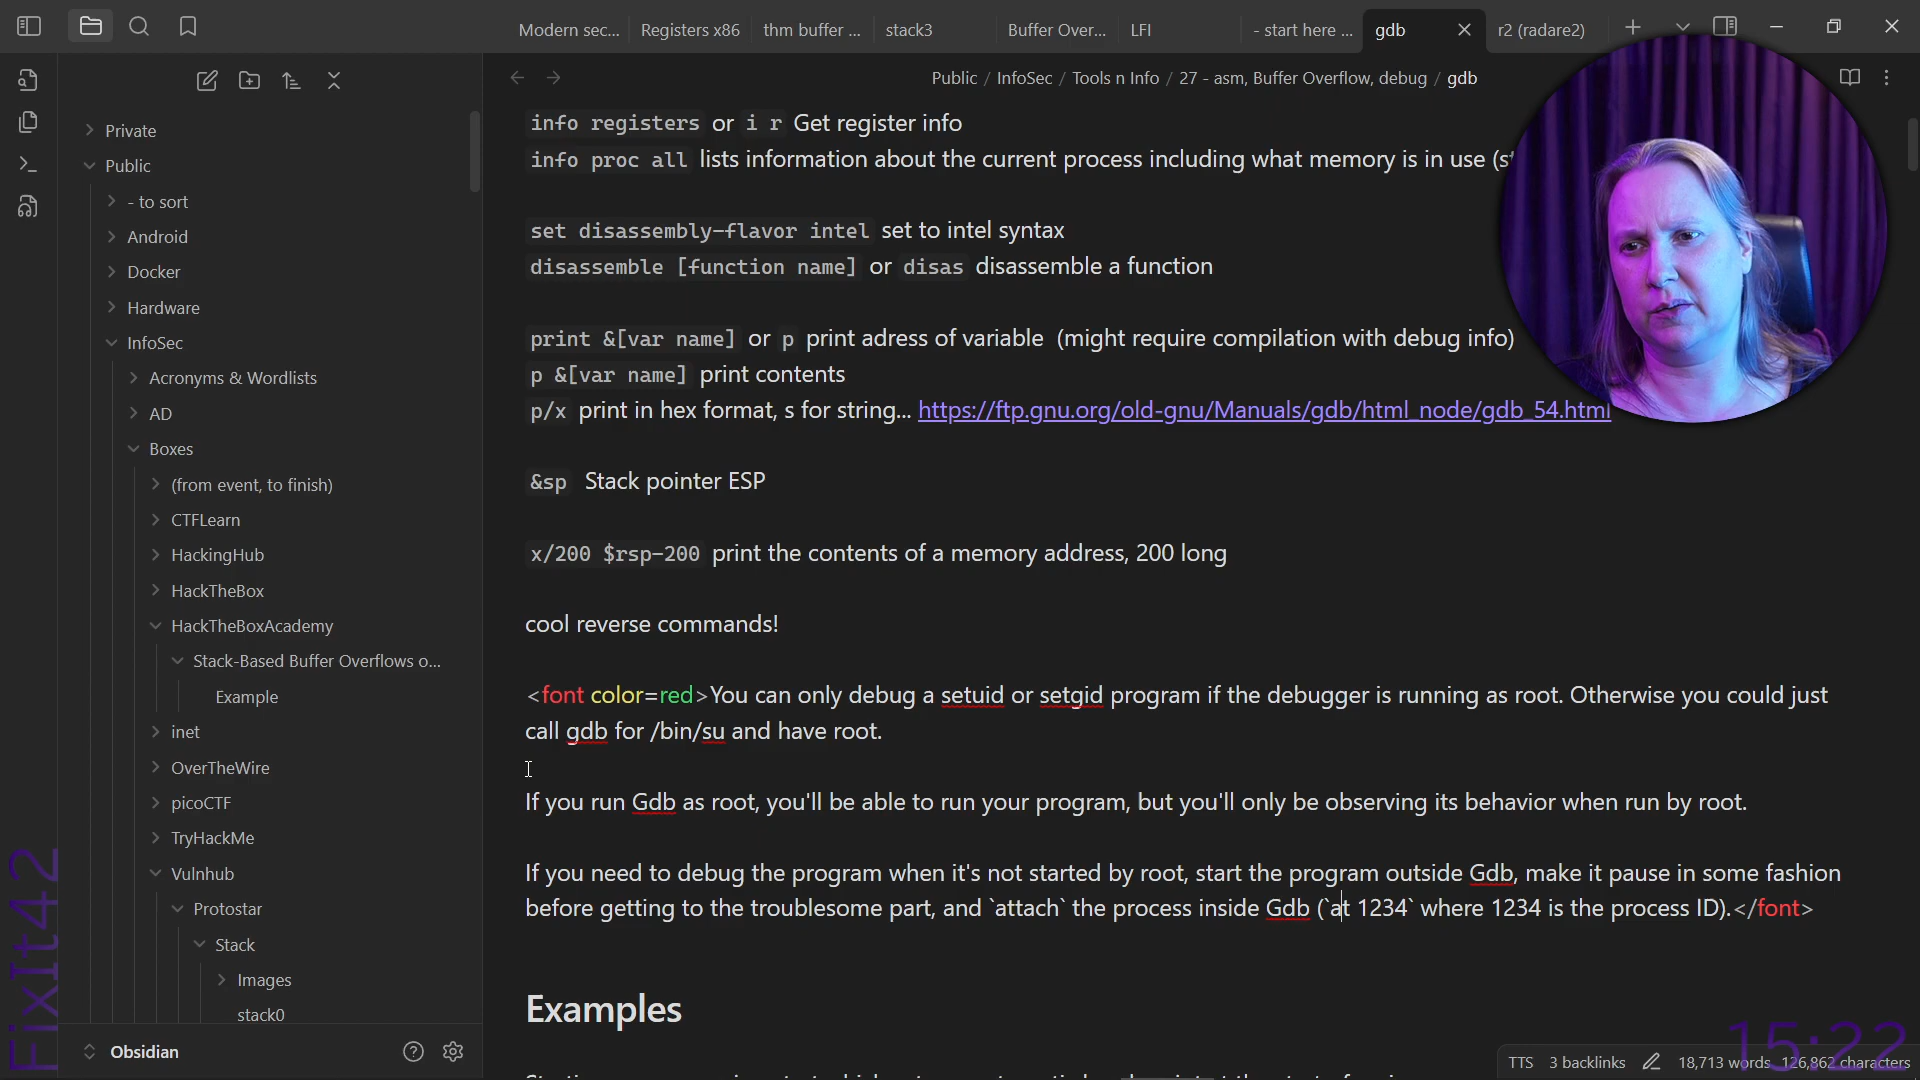 Modern sec...
Registers x86
thm buffer ...
stack3
Buffer Over...
LFI
- start here ...
gdb
r2 (radare2)
Public / InfoSec / Tools n Info / 27 - asm, Buffer Overflow, debug / gdb
Private
Public
- to sort
Android
Docker
Hardware
InfoSec
Acronyms & Wordlists
AD
Boxes
(from event, to finish)
CTFLearn
HackingHub
HackTheBox
HackTheBoxAcademy
Stack-Based Buffer Overflows o...
Example
inet
OverTheWire
picoCTF
TryHackMe
Vulnhub
Protostar
Stack
Images
stack0
Obsidian
FixIt42
info registers or i r Get register info
info proc all lists information about the current process including what memory is in use
set disassembly-flavor intel set to intel syntax
disassemble [function name] or disas disassemble a function
print &[var name] or p print adress of variable (might require compilation with debug info)
p &[var name] print contents
p/x print in hex format, s for string... https://ftp.gnu.org/old-gnu/Manuals/gdb/html_node/gdb_54.html
&sp Stack pointer ESP
x/200 $rsp-200 print the contents of a memory address, 200 long
cool reverse commands!
<font color=red>You can only debug a setuid or setgid program if the debugger is running as root. Otherwise you could just
call gdb for /bin/su and have root.
If you run Gdb as root, you'll be able to run your program, but you'll only be observing its behavior when run by root.
If you need to debug the program when it's not started by root, start the program outside Gdb, make it pause in some fashion
before getting to the troublesome part, and `attach` the process inside Gdb (`at 1234` where 1234 is the process ID).</font>
Examples
TTS 3 backlinks 18,713 words 126,862 characters
15:22